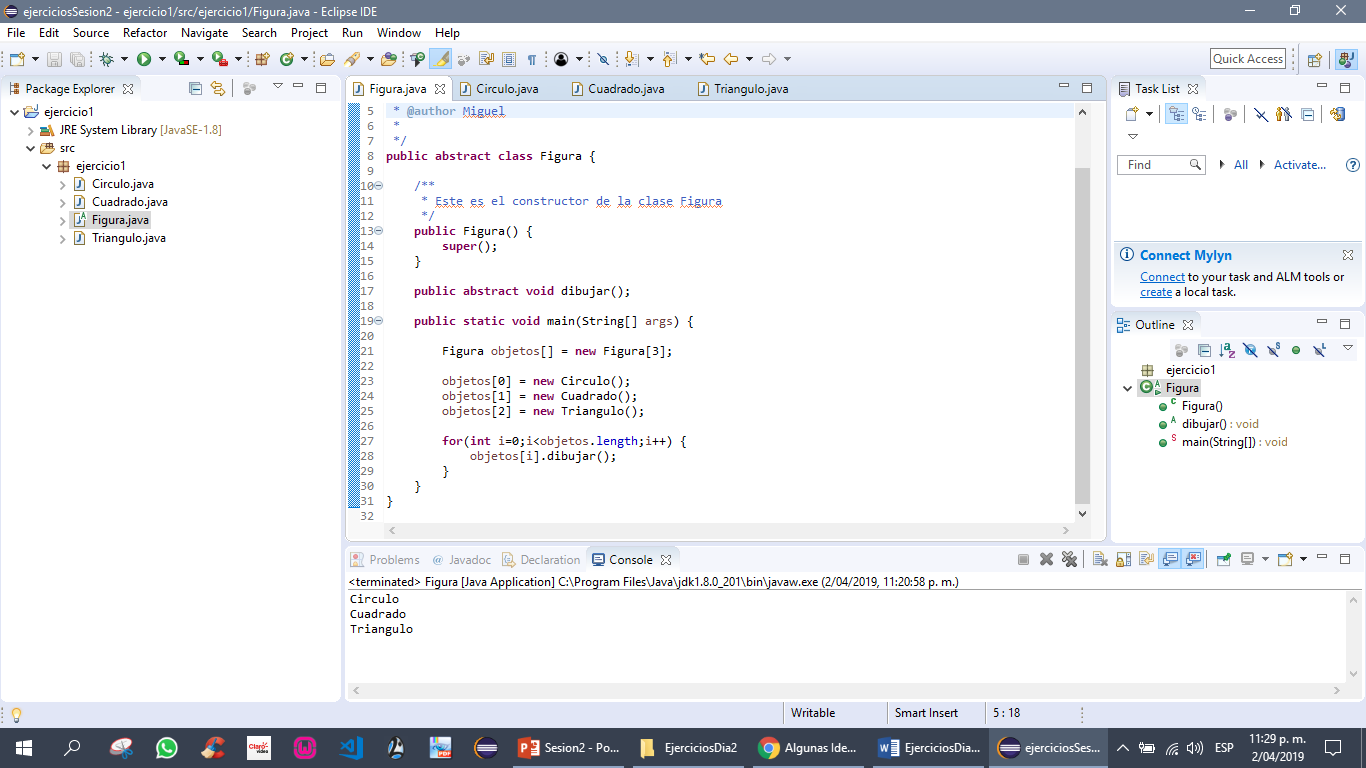 ejerciciosSesion2 - ejercicio1/src/ejercicio1/Figura.java - Eclipse IDE
File Edit Source Refactor Navigate Search Project Run Window Help
Quick Access
Package Explorer
ejercicio1
JRE System Library [JavaSE-1.8]
src
ejercicio1
Circulo.java
Cuadrado.java
Figura.java
Triangulo.java
Figura.java Circulo.java Cuadrado.java Triangulo.java
5 * @author Miguel
6 *
7 */
8 public abstract class Figura {
9
10 /**
11 * Este es el constructor de la clase Figura
12 */
13 public Figura() {
14 super();
15 }
16
17 public abstract void dibujar();
18
19 public static void main(String[] args) {
20
21 Figura objetos[] = new Figura[3];
22
23 objetos[0] = new Circulo();
24 objetos[1] = new Cuadrado();
25 objetos[2] = new Triangulo();
26
27 for(int i=0;i<objetos.length;i++) {
28 objetos[i].dibujar();
29 }
30 }
31 }
32
Task List
Find All Activate...
Connect Mylyn
Connect to your task and ALM tools or
create a local task.
Outline
ejercicio1
Figura
Figura()
dibujar() : void
main(String[]) : void
Problems @ Javadoc Declaration Console
<terminated> Figura [Java Application] C:\Program Files\Java\jdk1.8.0_201\bin\javaw.exe (2/04/2019, 11:20:58 p. m.)
Circulo
Cuadrado
Triangulo
Writable Smart Insert 5 : 18
Sesion2 - Po... EjerciciosDia2 Algunas Ide... EjerciciosDia... ejerciciosSes... ESP 11:29 p. m.
2/04/2019
Claro video